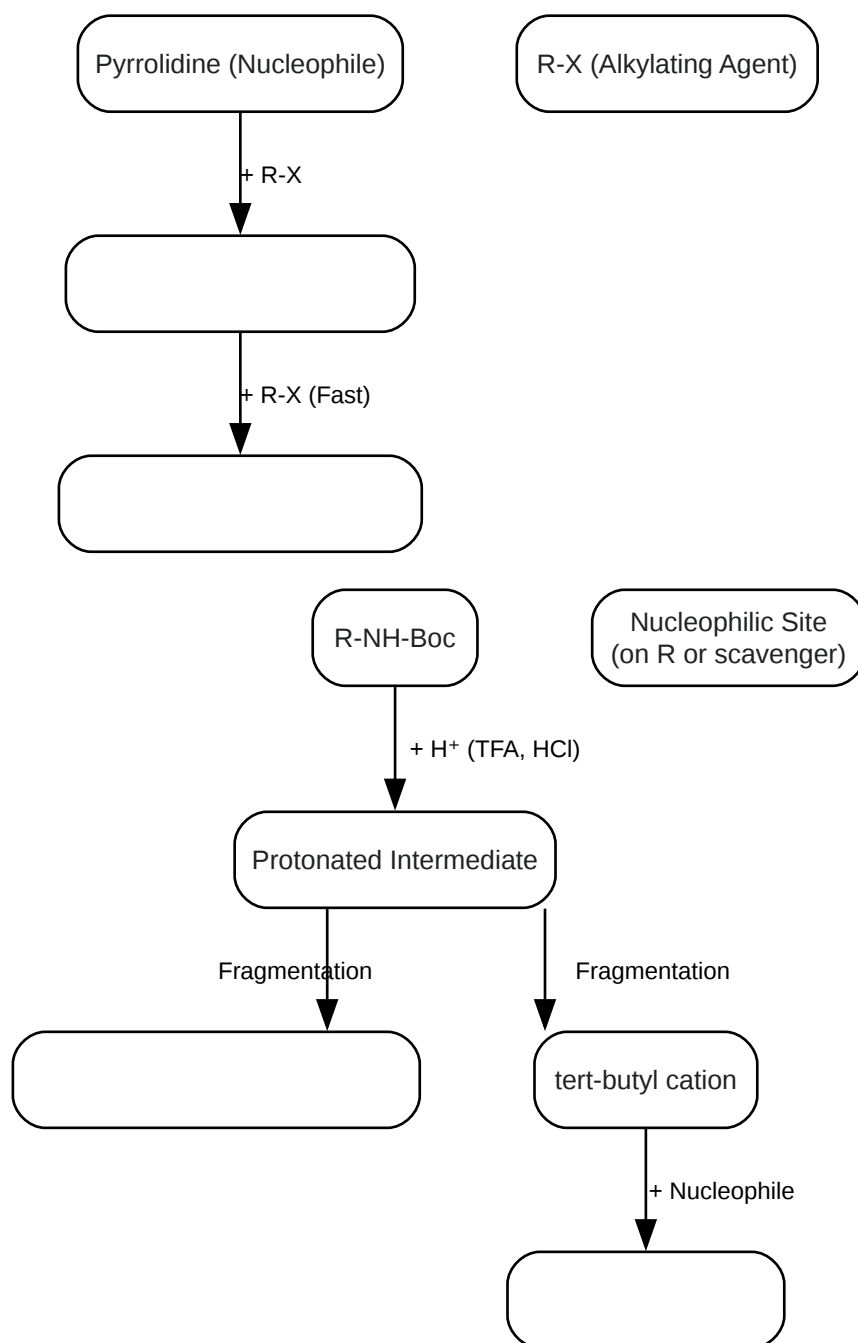 Pyrrolidine (Nucleophile)
R-X (Alkylating Agent)
+ R-X
+ R-X (Fast)
R-NH-Boc
Nucleophilic Site
(on R or scavenger)
+ H⁺ (TFA, HCl)
Protonated Intermediate
Fragmentation
Fragmentation
tert-butyl cation
+ Nucleophile